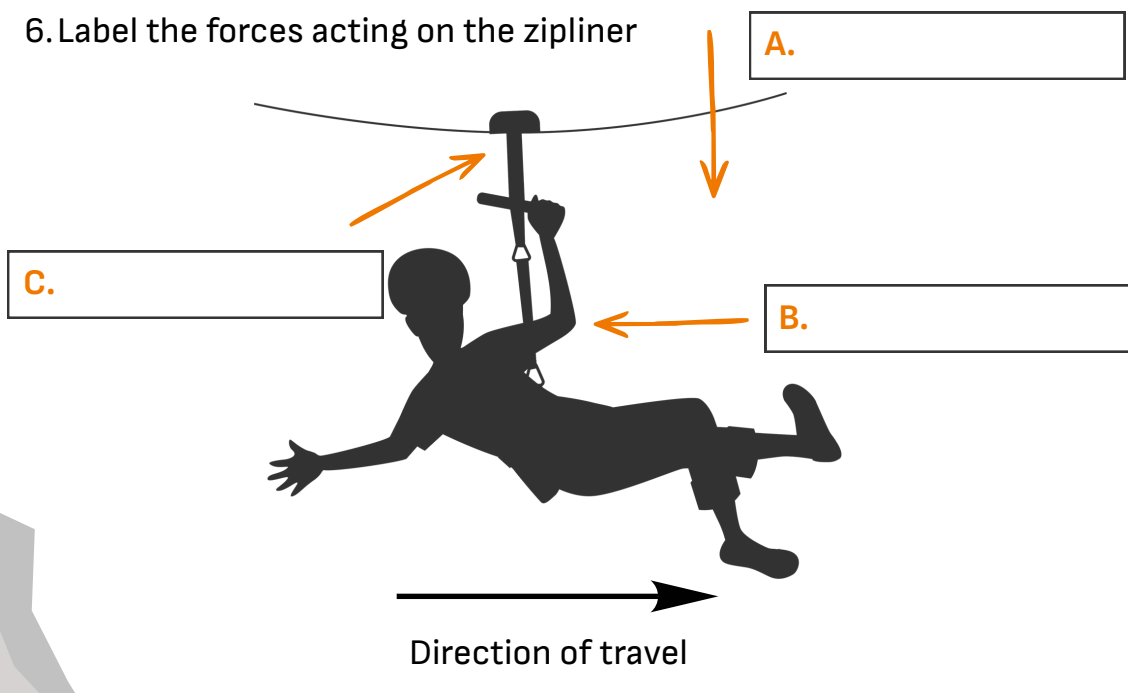 6. Label the forces acting on the zipliner
A.
C.
B.
Direction of travel